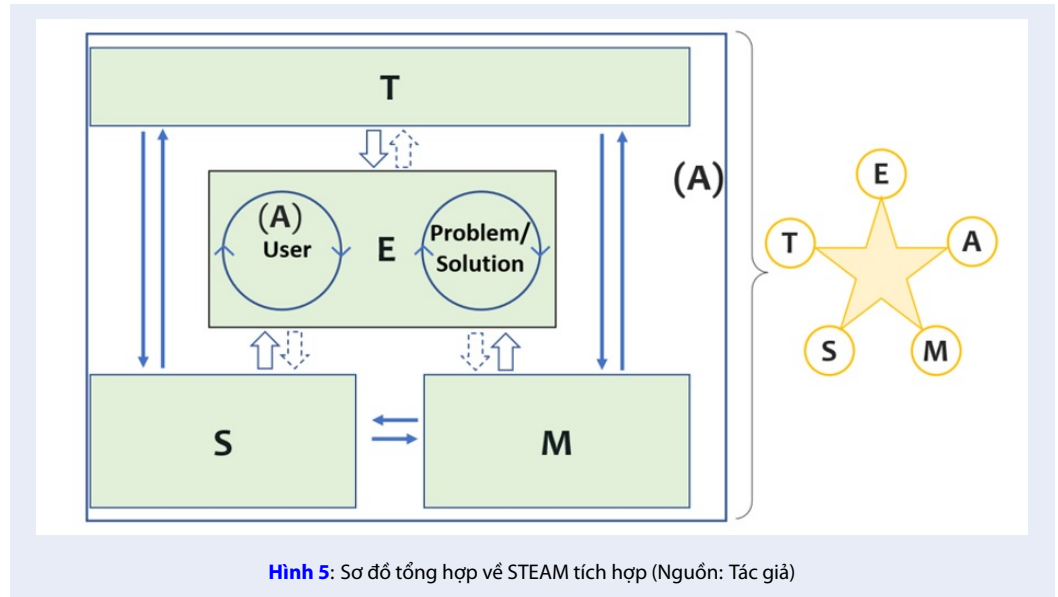 T
(A)
(A)
User
E
Problem/
Solution
S
M
E
T
A
S
M
Hình 5: Sơ đồ tổng hợp về STEAM tích hợp (Nguồn: Tác giả)